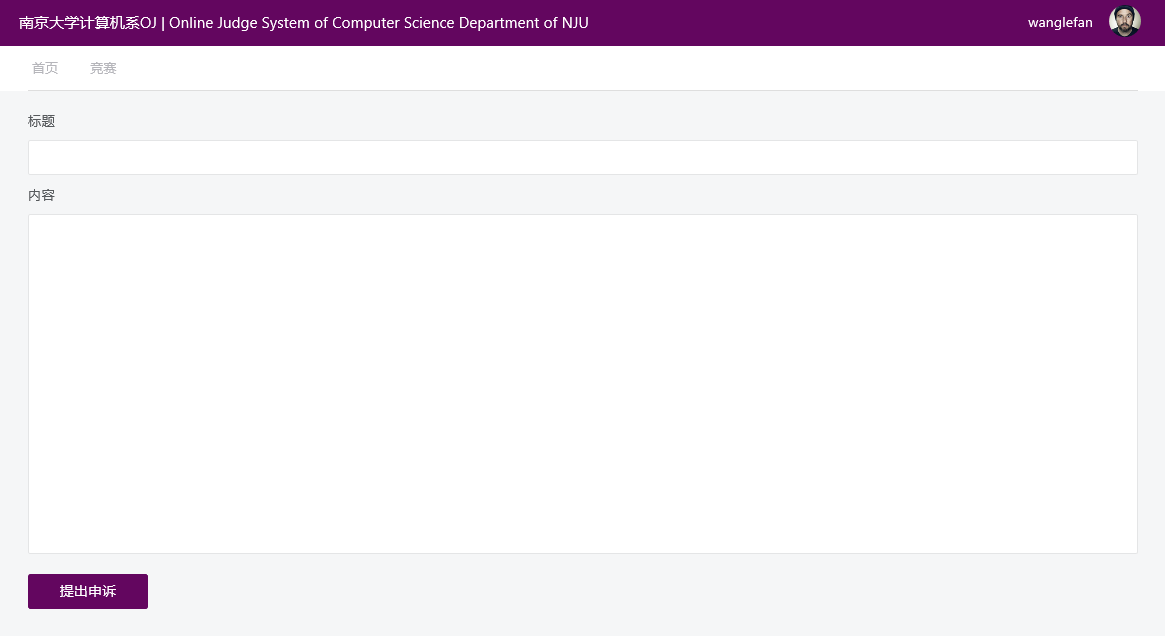 南京大学计算机系OJ | Online Judge System of Computer Science Department of NJU
wanglefan
首页 竞赛
标题
内容
提出申诉